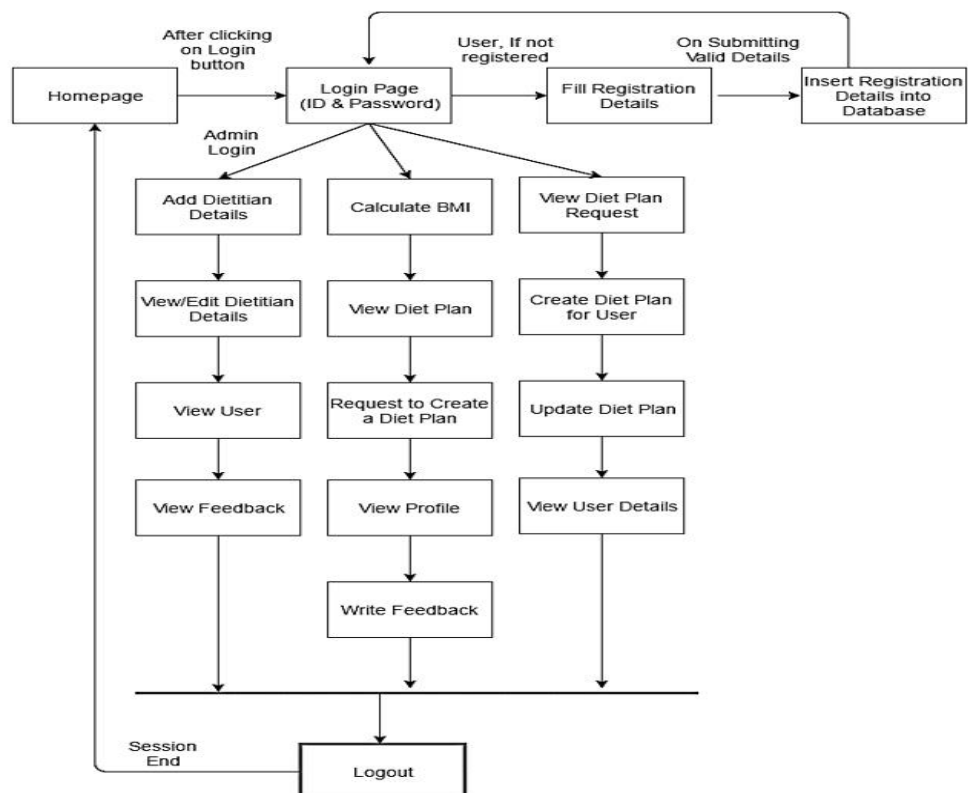 After clicking
on Login
button
User, If not
registered
On Submitting
Valid Details
Homepage
Login Page
(ID & Password)
Fill Registration
Details
Insert Registration
Details into
Database
Admin
Login
Add Dietitian
Details
Calculate BMI
View Diet Plan
Request
View/Edit Dietitian
Details
View Diet Plan
Create Diet Plan
for User
View User
Request to Create
a Diet Plan
Update Diet Plan
View Feedback
View Profile
View User Details
Write Feedback
Session
End
Logout